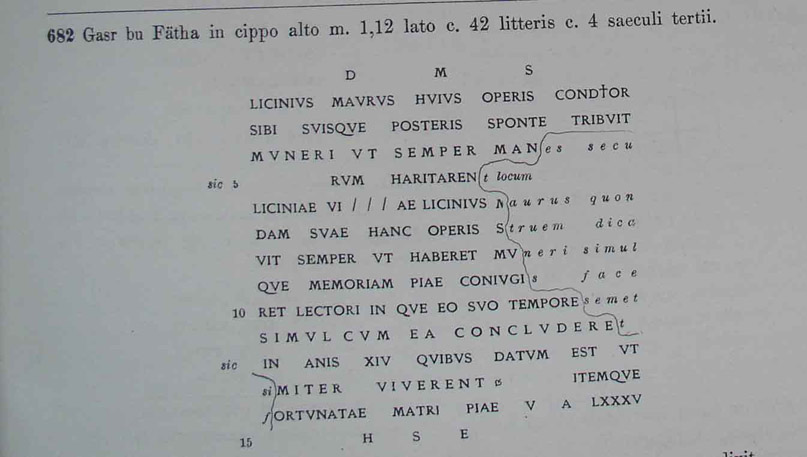 682 Gasr bu Fätha in cippo alto m. 1,12 lato c. 42 litteris c. 4 saeculi tertii.
D M S
LICINIVS MAVRVS HVIVS OPERIS CONDTOR
SIBI SVISQVE POSTERIS SPONTE TRIBVIT
MVNERI VT SEMPER MANes secu
sic 5 RVM HARITARENt locum
LICINIAE VI / / / AE LICINIVS Maurus quon
DAM SVAE HANC OPERIS Struem dica
VIT SEMPER VT HABERET MVneri simul
QVE MEMORIAM PIAE CONIVGIs face
10 RET LECTORI IN QVE EO SVO TEMPOREsemet
SIMVL CVM EA CONCLVDEREt
sic IN ANIS XIV QVIBVS DATVM EST VT
siMITER VIVERENT ITEMQVE
fORTVNATAE MATRI PIAE V A LXXXV
15 H S E